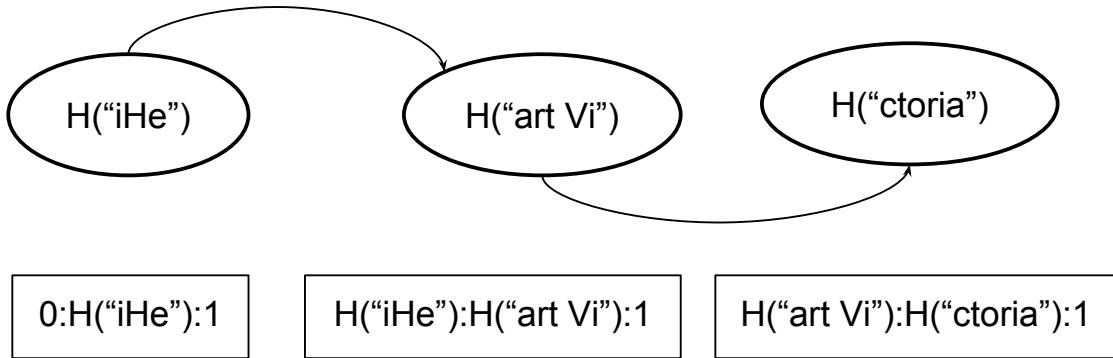 H(“iHe”)
H(“art Vi”)
H(“ctoria”)
0:H(“iHe”):1
H(“iHe”):H(“art Vi”):1
H(“art Vi”):H(“ctoria”):1